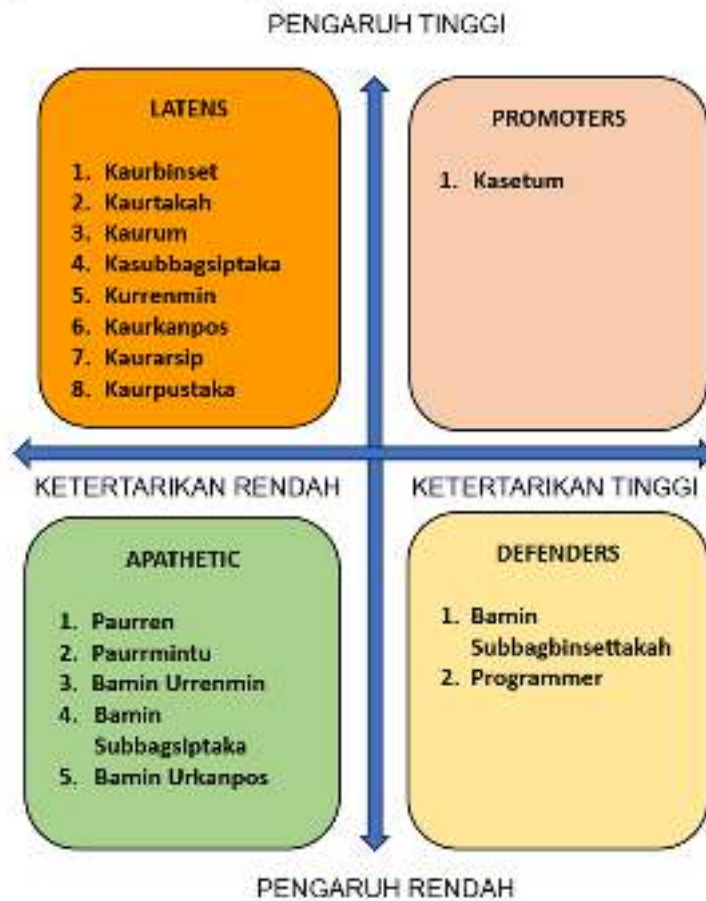 PENGARUH TINGGI
LATENS
1. Kaurbinset
2. Kaurtakah
3. Kaurum
4. Kasubbagsiptaka
5. Kurrenmin
6. Kaurkanpos
7. Kaurarsip
8. Kaurpustaka
PROMOTERS
1. Kasetum
KETERTARIKAN RENDAH
KETERTARIKAN TINGGI
APATHETIC
1. Paurren
2. Paurrmintu
3. Bamin Urrenmin
4. Bamin
Subbagsiptaka
5. Bamin Urkanpos
DEFENDERS
1. Bamin
Subbagbinsettakah
2. Programmer
PENGARUH RENDAH